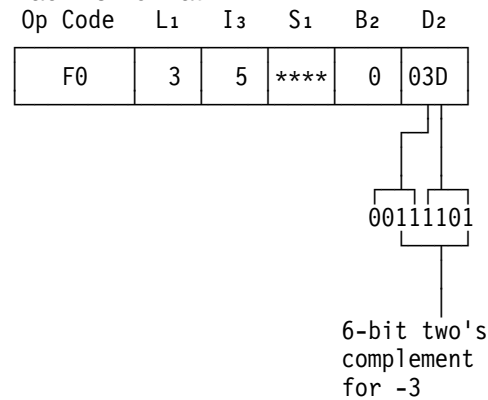 Op Code L₁ I₃ S₁ B₂ D₂
F0 3 5 **** 0 03D
00111101
6-bit two's
complement
for -3